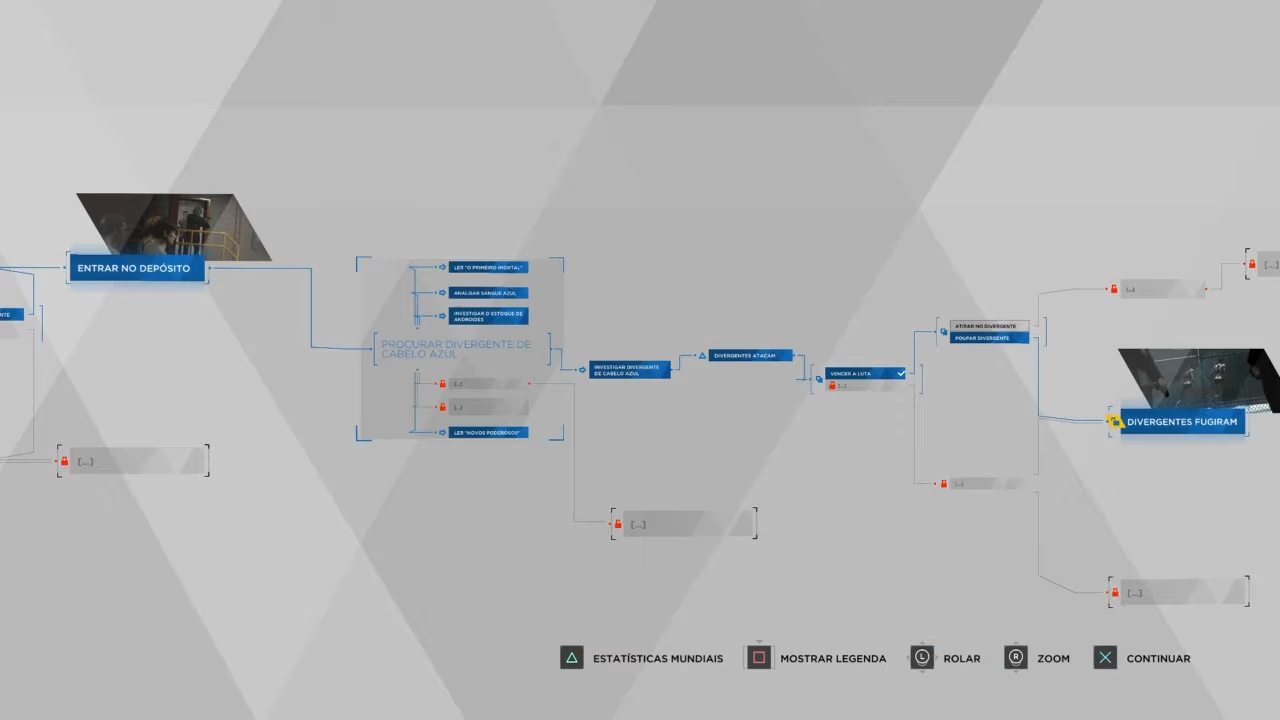 ENTRAR NO DEPÓSITO
NTE
[...]
LER "O PRIMEIRO IMORTAL"
ANALISAR SANGUE AZUL
INVESTIGAR O ESTOQUE DE
ANDROIDES
PROCURAR DIVERGENTE DE
CABELO AZUL
[...]
[...]
LER "NOVOS PODEROSOS"
INVESTIGAR DIVERGENTE
DE CABELO AZUL
[...]
DIVERGENTES ATACAM
VENCER A LUTA
[...]
ATIRAR NO DIVERGENTE
POUPAR DIVERGENTE
[...]
[...]
[...]
DIVERGENTES FUGIRAM
[...]
ESTATÍSTICAS MUNDIAIS
MOSTRAR LEGENDA
L
ROLAR
R
ZOOM
CONTINUAR